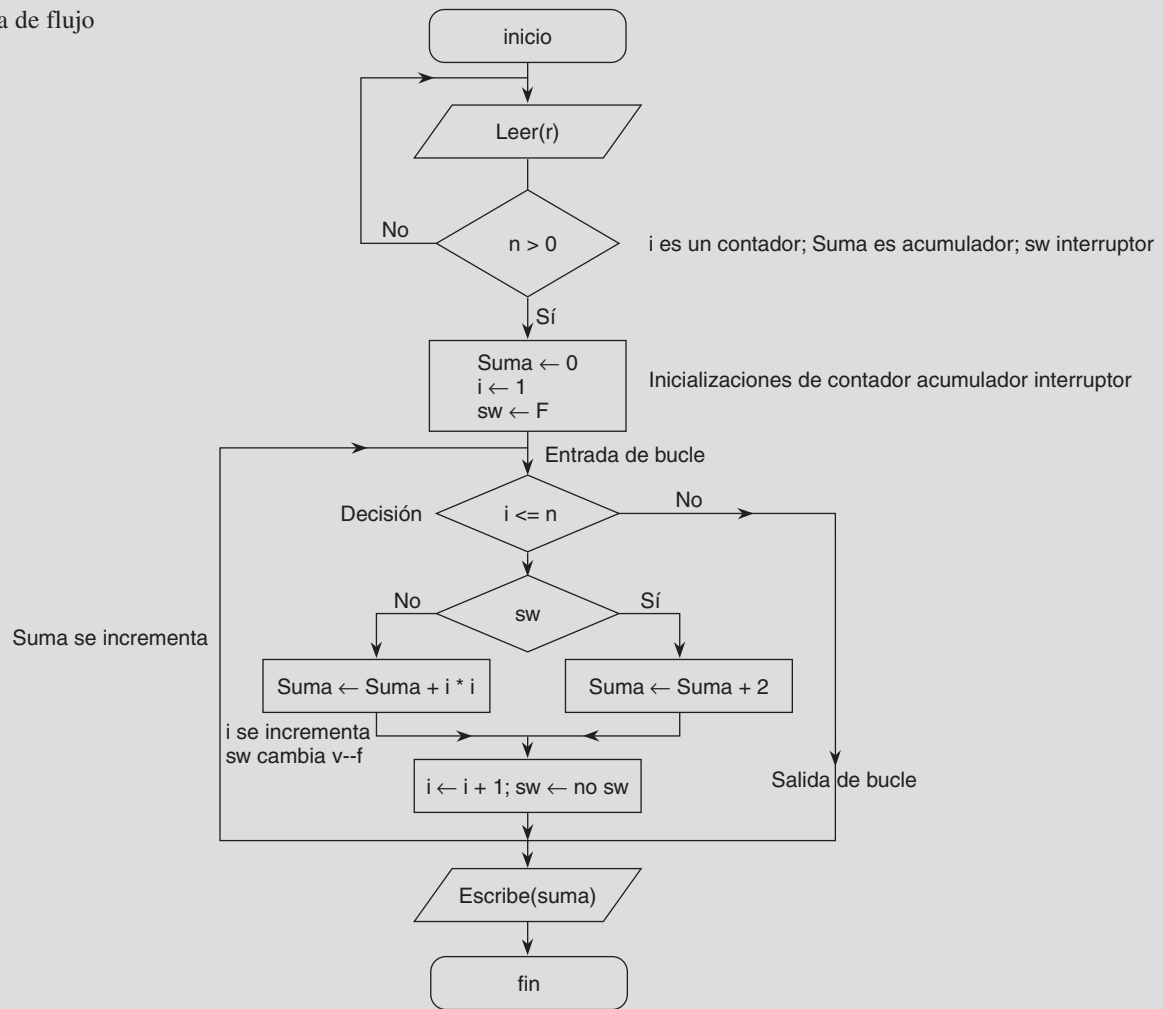 a de flujo
inicio
Leer(r)
No
n > 0
i es un contador; Suma es acumulador; sw interruptor
Sí
Suma ← 0
i ← 1
sw ← F
Inicializaciones de contador acumulador interruptor
Entrada de bucle
Decisión
i <= n
No
No
sw
Sí
Suma se incrementa
Suma ← Suma + i * i
Suma ← Suma + 2
i se incrementa
sw cambia v--f
i ← i + 1; sw ← no sw
Salida de bucle
Escribe(suma)
fin